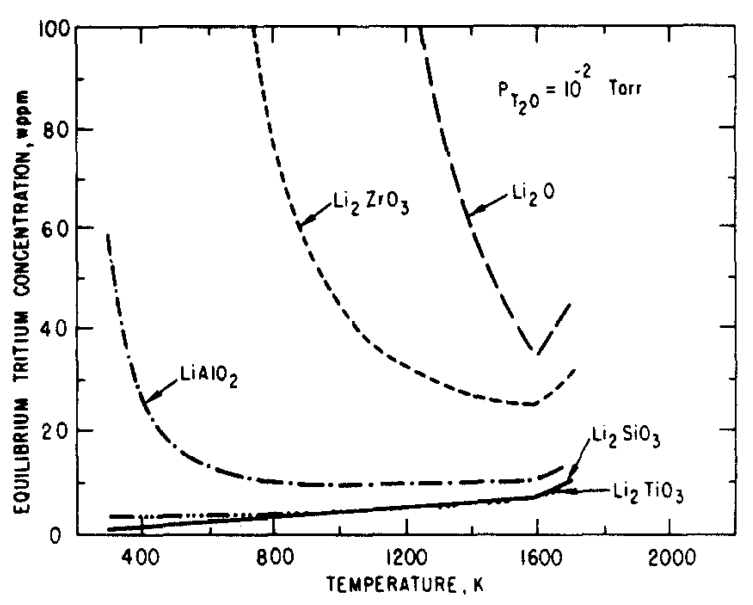 EQUILIBRIUM TRITIUM CONCENTRATION, wppm
100
80
60
40
20
0
P_T₂O = 10⁻² Torr
Li₂ZrO₃
Li₂O
LiAlO₂
Li₂SiO₃
Li₂TiO₃
400
800
1200
1600
2000
TEMPERATURE, K